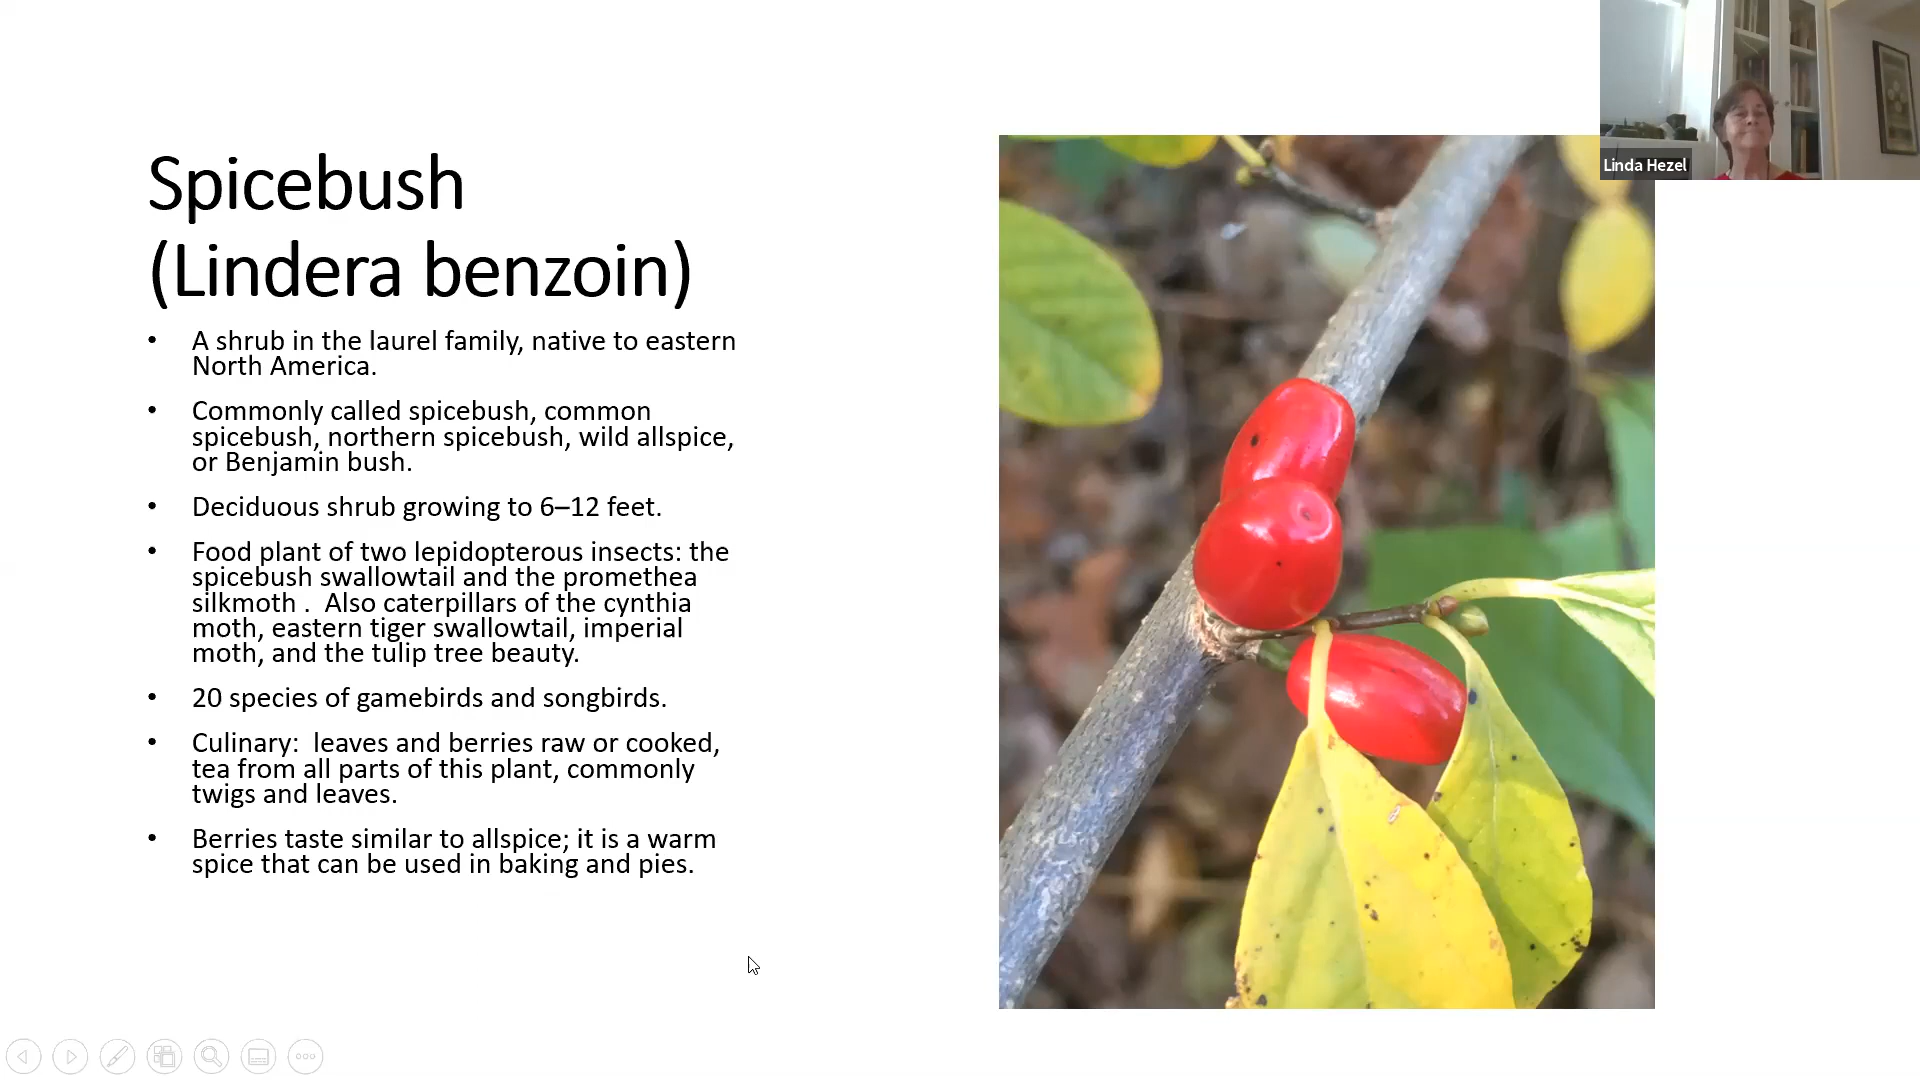 Spicebush
(Lindera benzoin)
• A shrub in the laurel family, native to eastern
North America.
• Commonly called spicebush, common
spicebush, northern spicebush, wild allspice,
or Benjamin bush.
• Deciduous shrub growing to 6–12 feet.
• Food plant of two lepidopterous insects: the
spicebush swallowtail and the promethea
silkmoth .  Also caterpillars of the cynthia
moth, eastern tiger swallowtail, imperial
moth, and the tulip tree beauty.
• 20 species of gamebirds and songbirds.
• Culinary:  leaves and berries raw or cooked,
tea from all parts of this plant, commonly
twigs and leaves.
• Berries taste similar to allspice; it is a warm
spice that can be used in baking and pies.
Linda Hezel